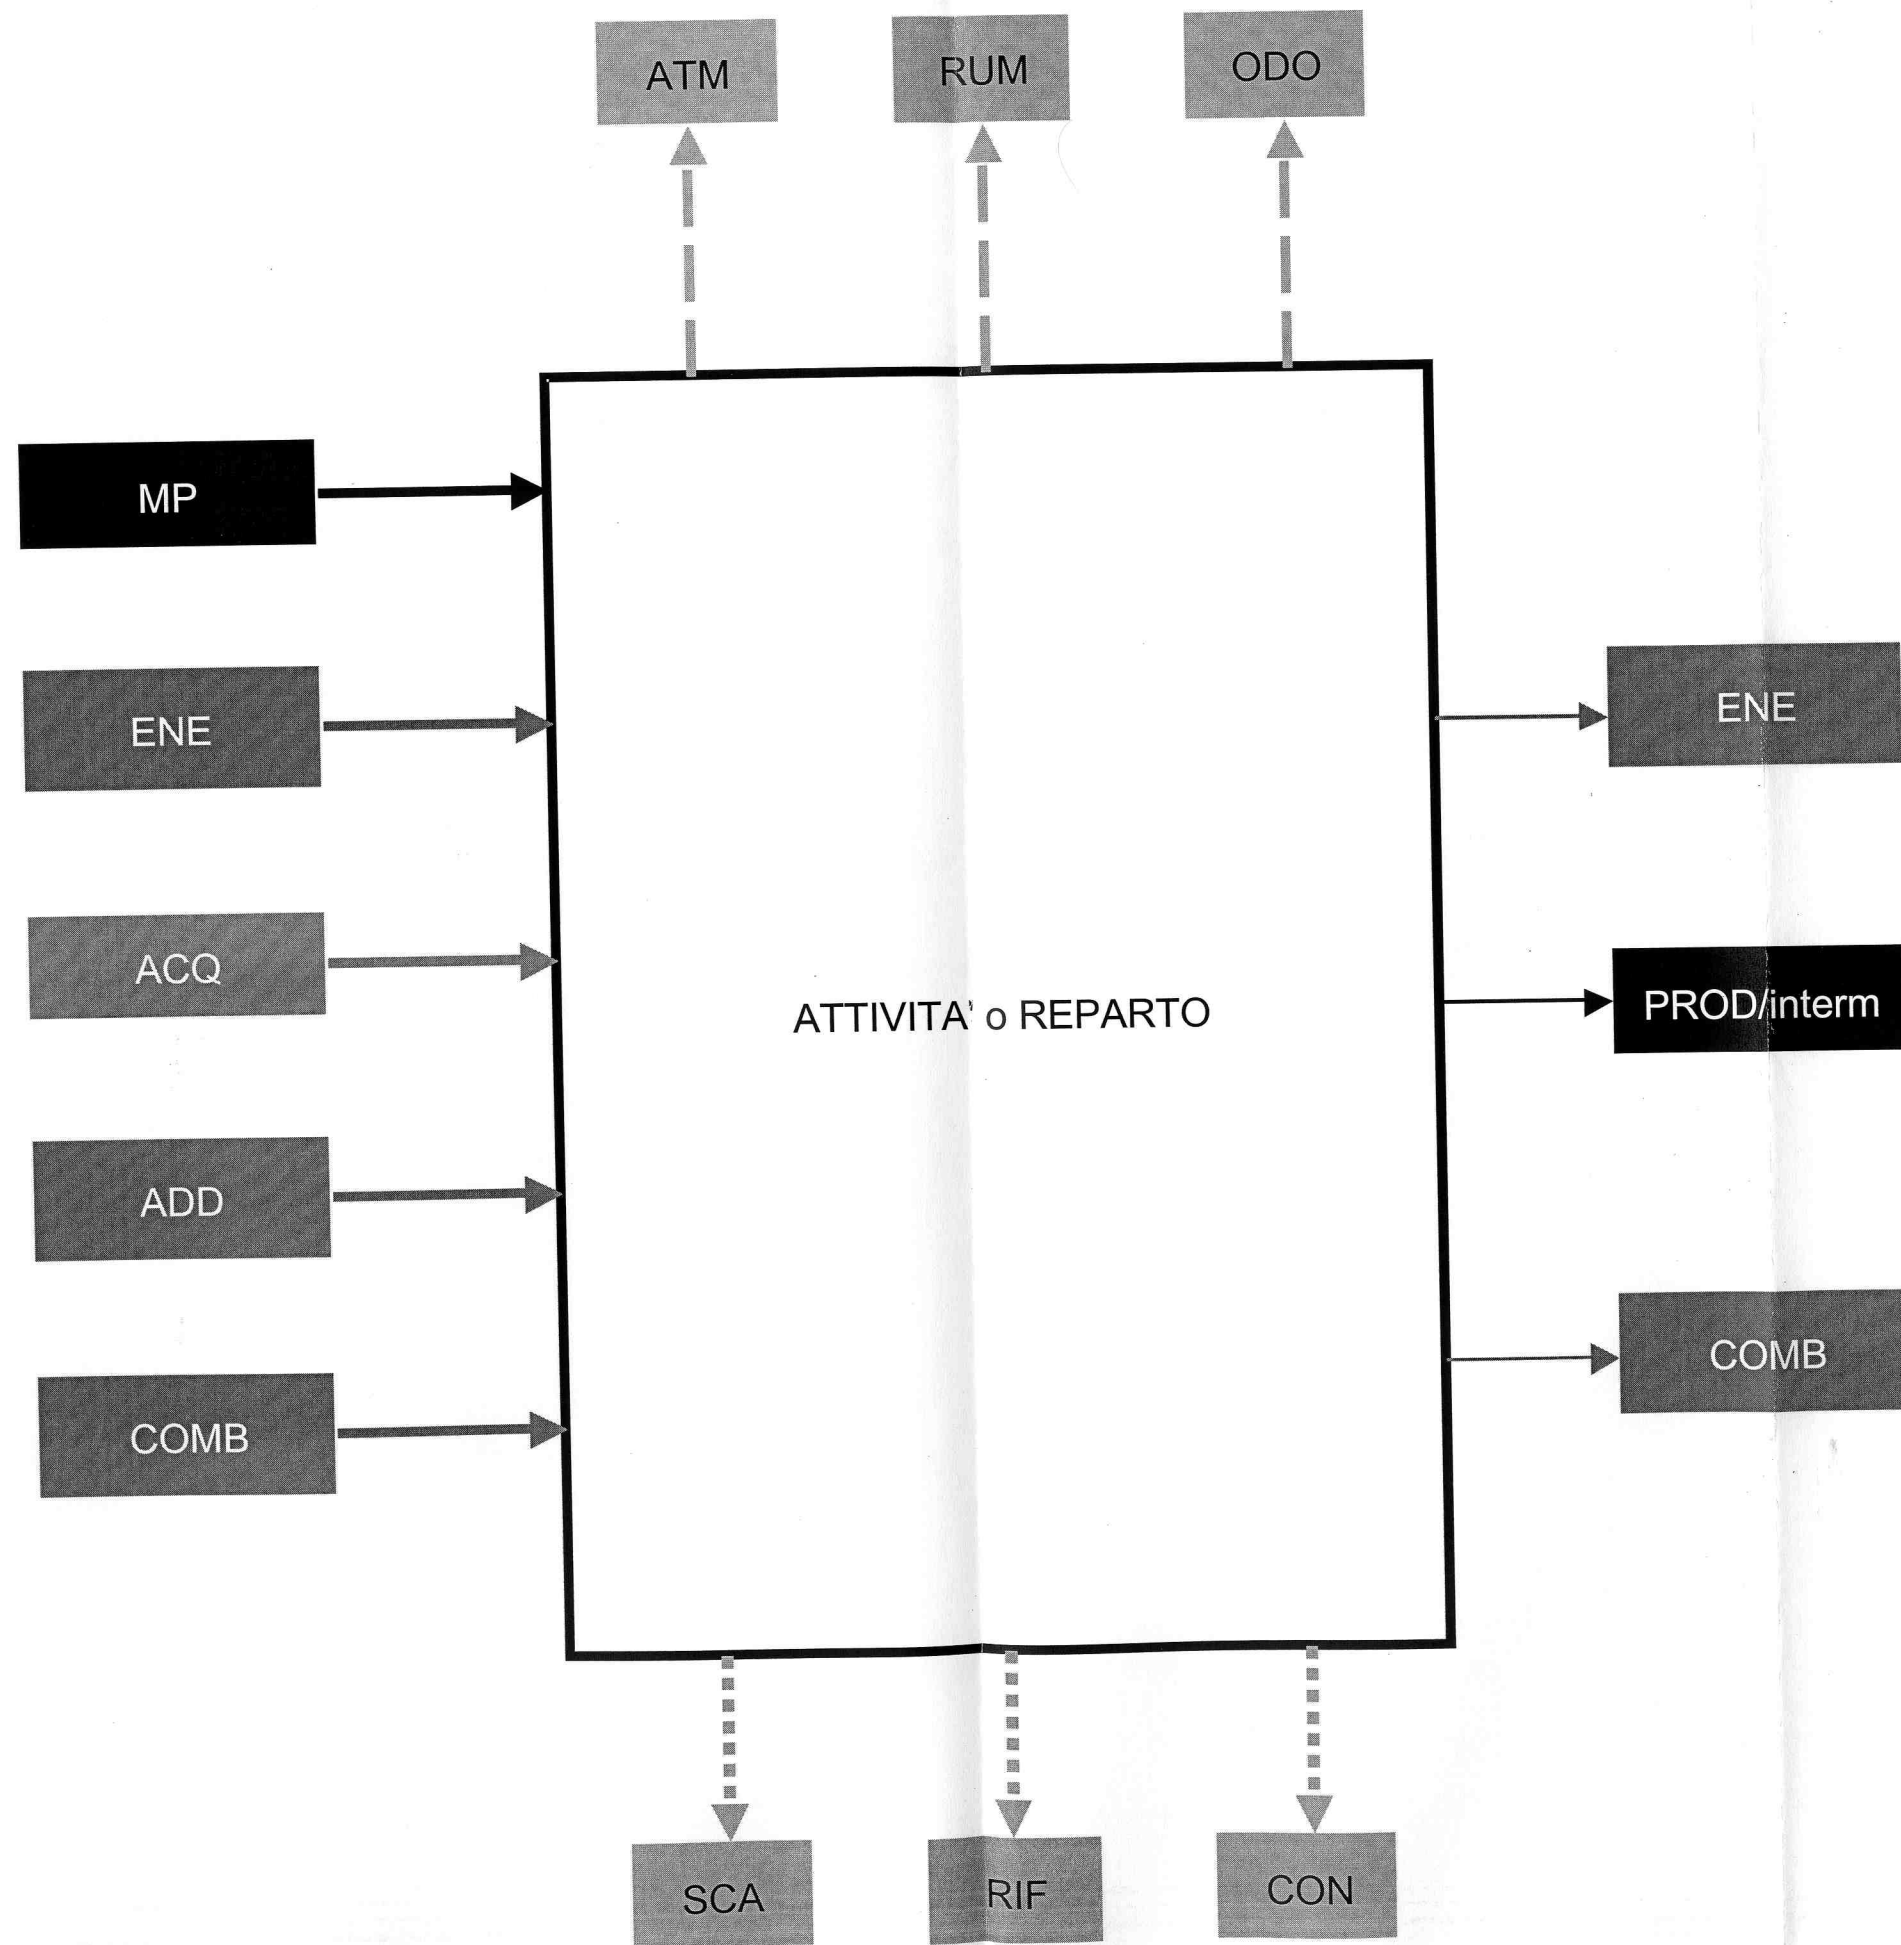 ATM
RUM
ODO
MP
ENE
ENE
ACQ
ATTIVITA' o REPARTO
PROD/interm
ADD
COMB
COMB
SCA
RIF
CON